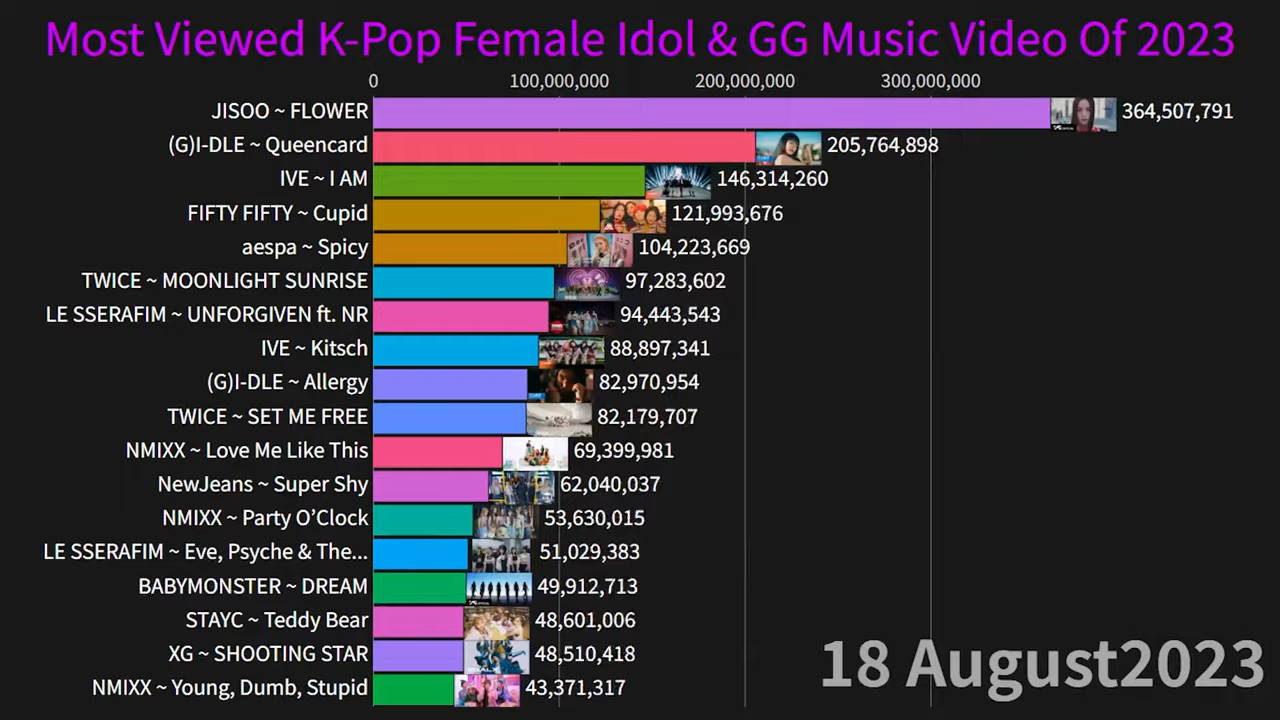 Most Viewed K-Pop Female Idol & GG Music Video Of 2023
0 100,000,000 200,000,000 300,000,000
JISOO ~ FLOWER 364,507,791
(G)I-DLE ~ Queencard 205,764,898
IVE ~ I AM 146,314,260
FIFTY FIFTY ~ Cupid 121,993,676
aespa ~ Spicy 104,223,669
TWICE ~ MOONLIGHT SUNRISE 97,283,602
LE SSERAFIM ~ UNFORGIVEN ft. NR 94,443,543
IVE ~ Kitsch 88,897,341
(G)I-DLE ~ Allergy 82,970,954
TWICE ~ SET ME FREE 82,179,707
NMIXX ~ Love Me Like This 69,399,981
NewJeans ~ Super Shy 62,040,037
NMIXX ~ Party O’Clock 53,630,015
LE SSERAFIM ~ Eve, Psyche & The... 51,029,383
BABYMONSTER ~ DREAM 49,912,713
STAYC ~ Teddy Bear 48,601,006
XG ~ SHOOTING STAR 48,510,418
NMIXX ~ Young, Dumb, Stupid 43,371,317
18 August2023